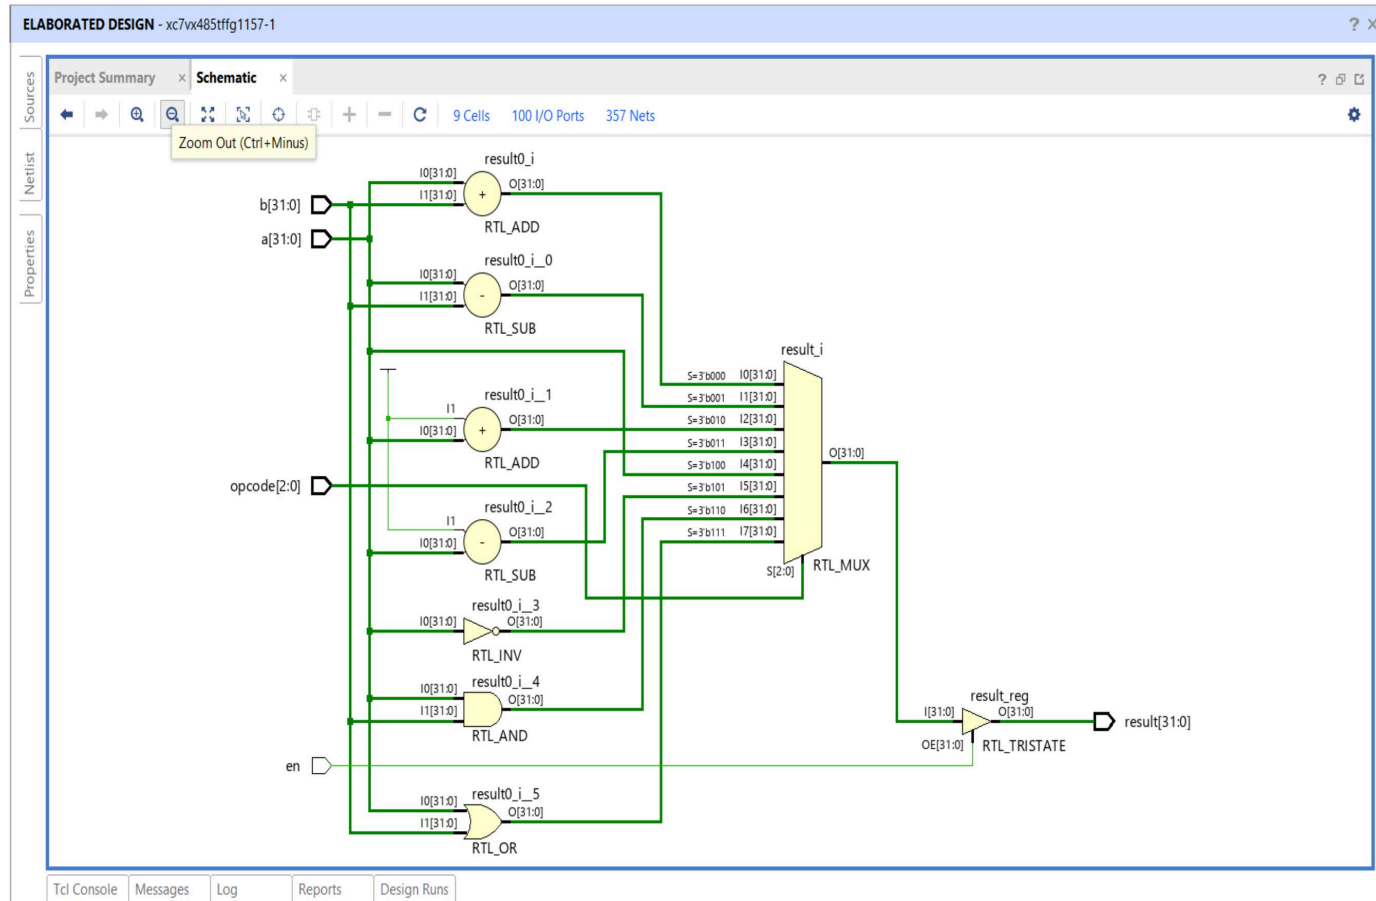 ELABORATED DESIGN - xc7vx485tffg1157-1
? ×
Sources
Netlist
Properties
Project Summary × Schematic ×
?
9 Cells 100 I/O Ports 357 Nets
Zoom Out (Ctrl+Minus)
b[31:0]
a[31:0]
opcode[2:0]
en
result0_i
I0[31:0]
I1[31:0]
+
O[31:0]
RTL_ADD
result0_i__0
I0[31:0]
I1[31:0]
-
O[31:0]
RTL_SUB
result0_i__1
I1
I0[31:0]
+
O[31:0]
RTL_ADD
result0_i__2
I1
I0[31:0]
-
O[31:0]
RTL_SUB
result0_i__3
I0[31:0]
O[31:0]
RTL_INV
result0_i__4
I0[31:0]
I1[31:0]
O[31:0]
RTL_AND
result0_i__5
I0[31:0]
I1[31:0]
O[31:0]
RTL_OR
result_i
S=3'b000 I0[31:0]
S=3'b001 I1[31:0]
S=3'b010 I2[31:0]
S=3'b011 I3[31:0]
S=3'b100 I4[31:0]
S=3'b101 I5[31:0]
S=3'b110 I6[31:0]
S=3'b111 I7[31:0]
O[31:0]
S[2:0]
RTL_MUX
result_reg
I[31:0]
O[31:0]
OE[31:0]
RTL_TRISTATE
result[31:0]
Tcl Console Messages Log Reports Design Runs